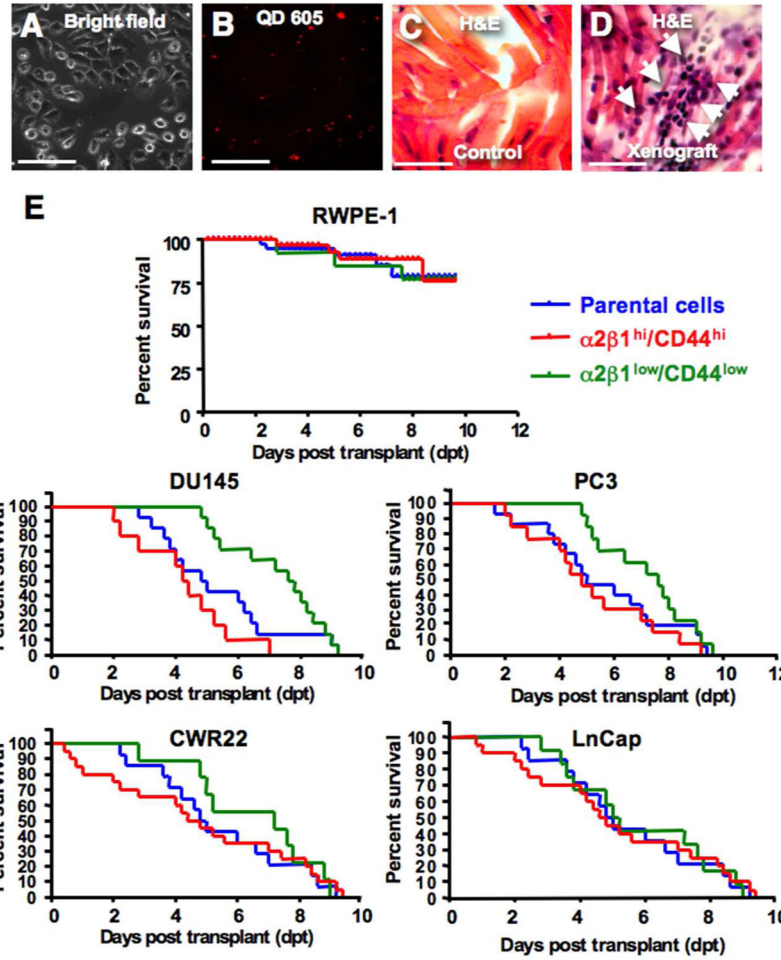 A Bright field
B QD 605
C H&E
Control
D H&E
Xenograft
E
RWPE-1
Percent survival
100
75
50
25
0
0 2 4 6 8 10 12
Days post transplant (dpt)
Parental cells
α2β1hi/CD44hi
α2β1low/CD44low
DU145
Percent survival
100
90
80
70
60
50
40
30
20
10
0
0 2 4 6 8 10
Days post transplant (dpt)
PC3
Percent survival
100
90
80
70
60
50
40
30
20
10
0
0 2 4 6 8 10 12
Days post transplant (dpt)
CWR22
Percent survival
100
90
80
70
60
50
40
30
20
10
0
0 2 4 6 8 10
Days post transplant (dpt)
LnCap
Percent survival
100
90
80
70
60
50
40
30
20
10
0
0 2 4 6 8 10
Days post transplant (dpt)